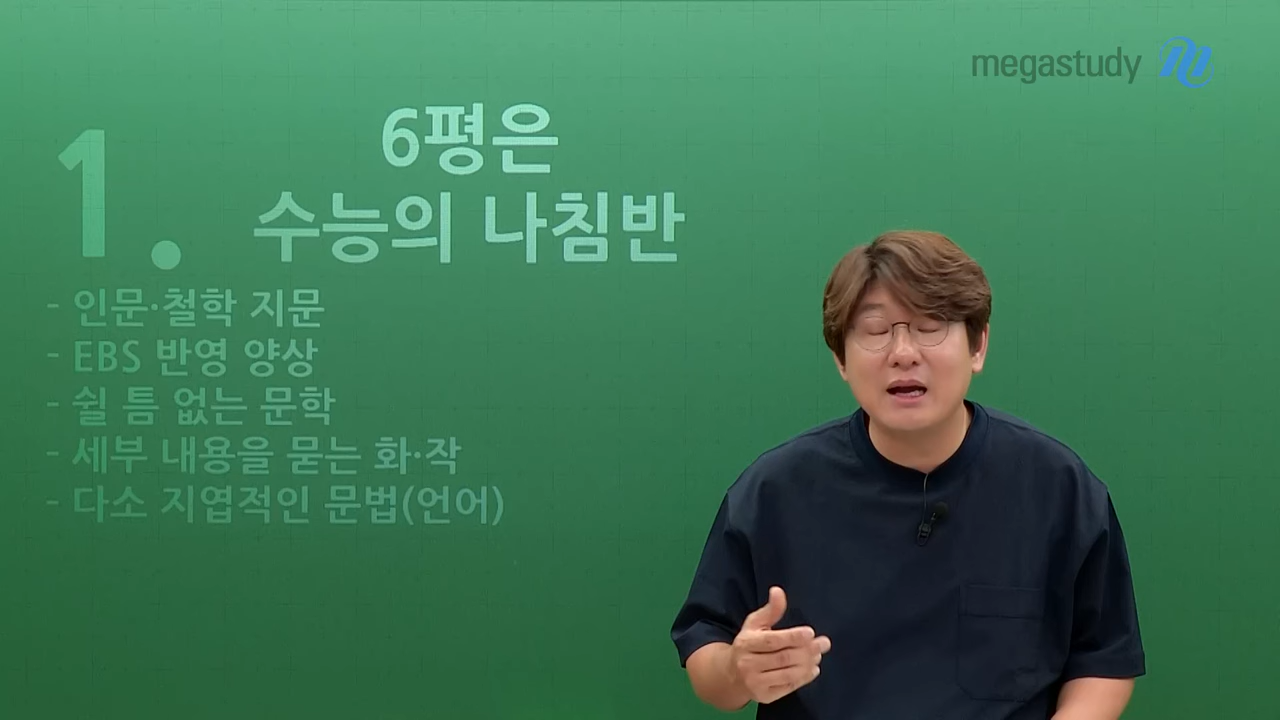 megastudy
1.
6평은
수능의 나침반
- 인문·철학 지문
- EBS 반영 양상
- 쉴 틈 없는 문학
- 세부 내용을 묻는 화·작
- 다소 지엽적인 문법(언어)